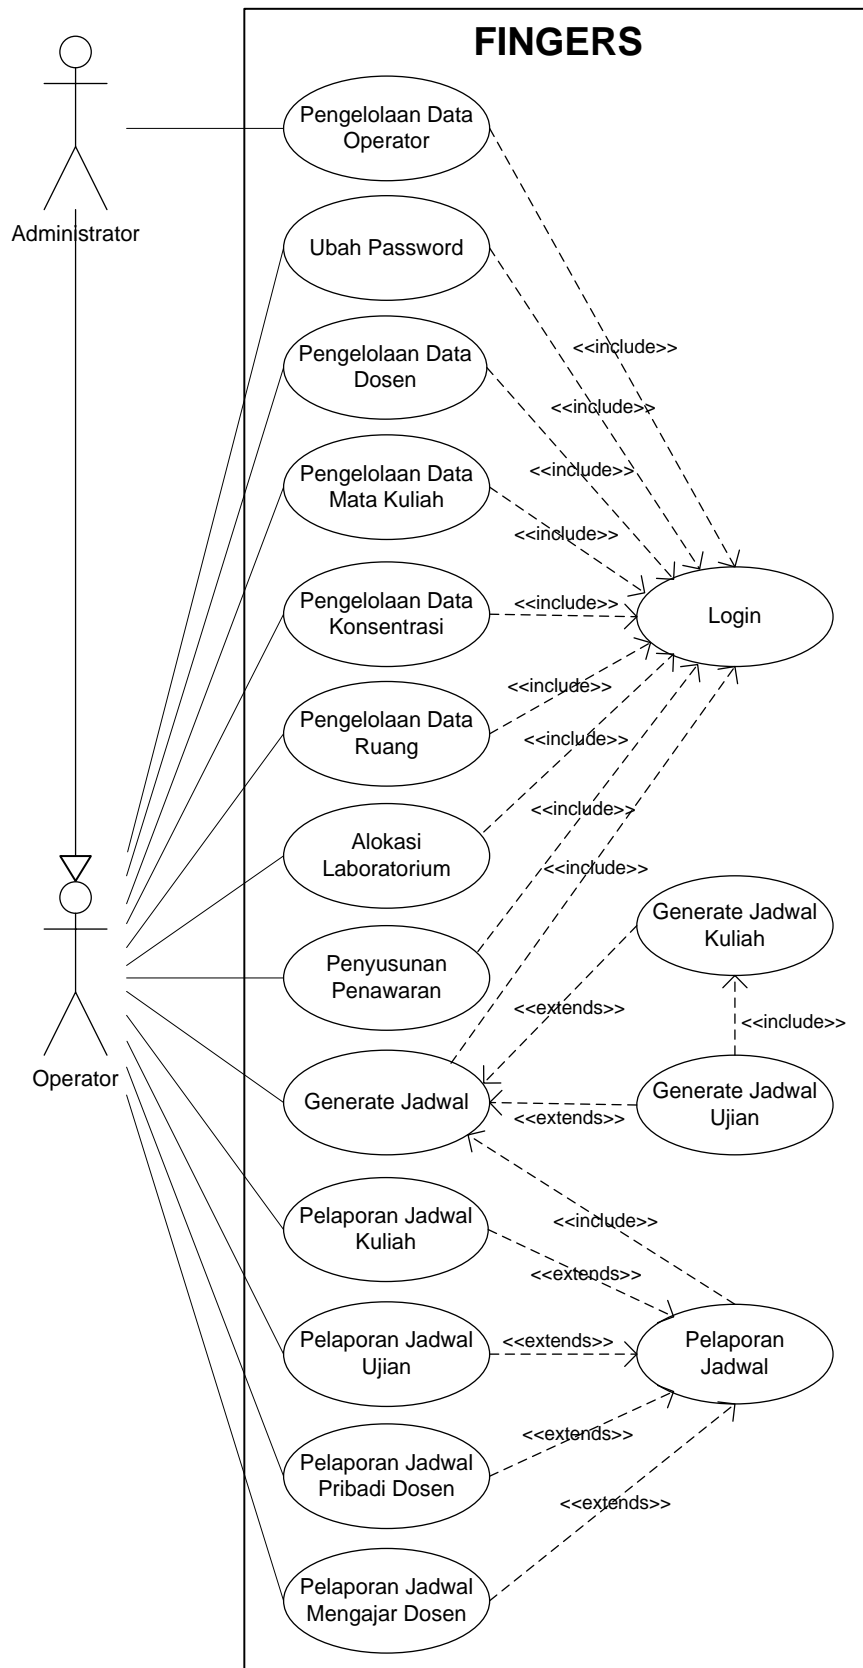 FINGERS
Pengelolaan Data
Operator
Administrator
Ubah Password
<<include>>
Pengelolaan Data
Dosen
<<include>>
<<include>>
Pengelolaan Data
Mata Kuliah
<<include>>
Pengelolaan Data
Konsentrasi
<<include>>
Login
<<include>>
Pengelolaan Data
Ruang
<<include>>
<<include>>
Alokasi
Laboratorium
<<include>>
Generate Jadwal
Kuliah
Penyusunan
Penawaran
<<extends>>
<<include>>
Operator
Generate Jadwal
Generate Jadwal
Ujian
<<extends>>
Pelaporan Jadwal
Kuliah
<<include>>
<<extends>>
Pelaporan Jadwal
Ujian
<<extends>>
Pelaporan
Jadwal
<<extends>>
Pelaporan Jadwal
Pribadi Dosen
<<extends>>
Pelaporan Jadwal
Mengajar Dosen